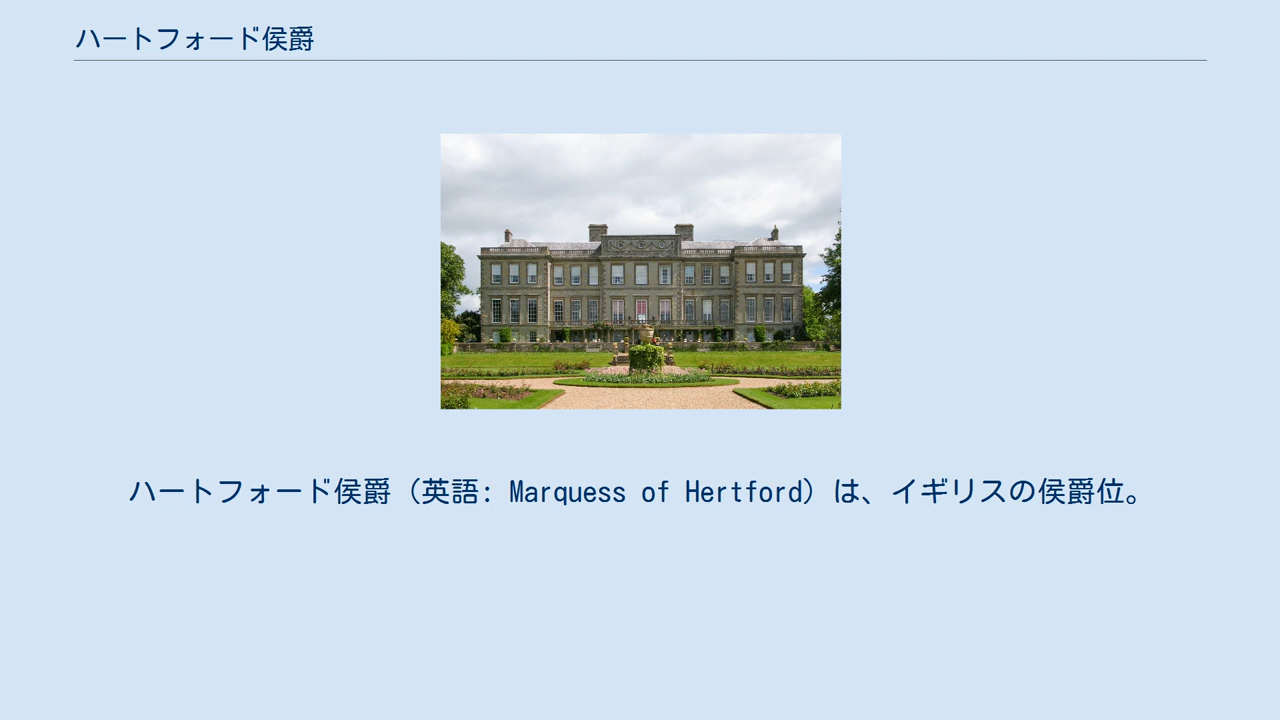 ハートフォード侯爵
ハートフォード侯爵（英語: Marquess of Hertford）は、イギリスの侯爵位。